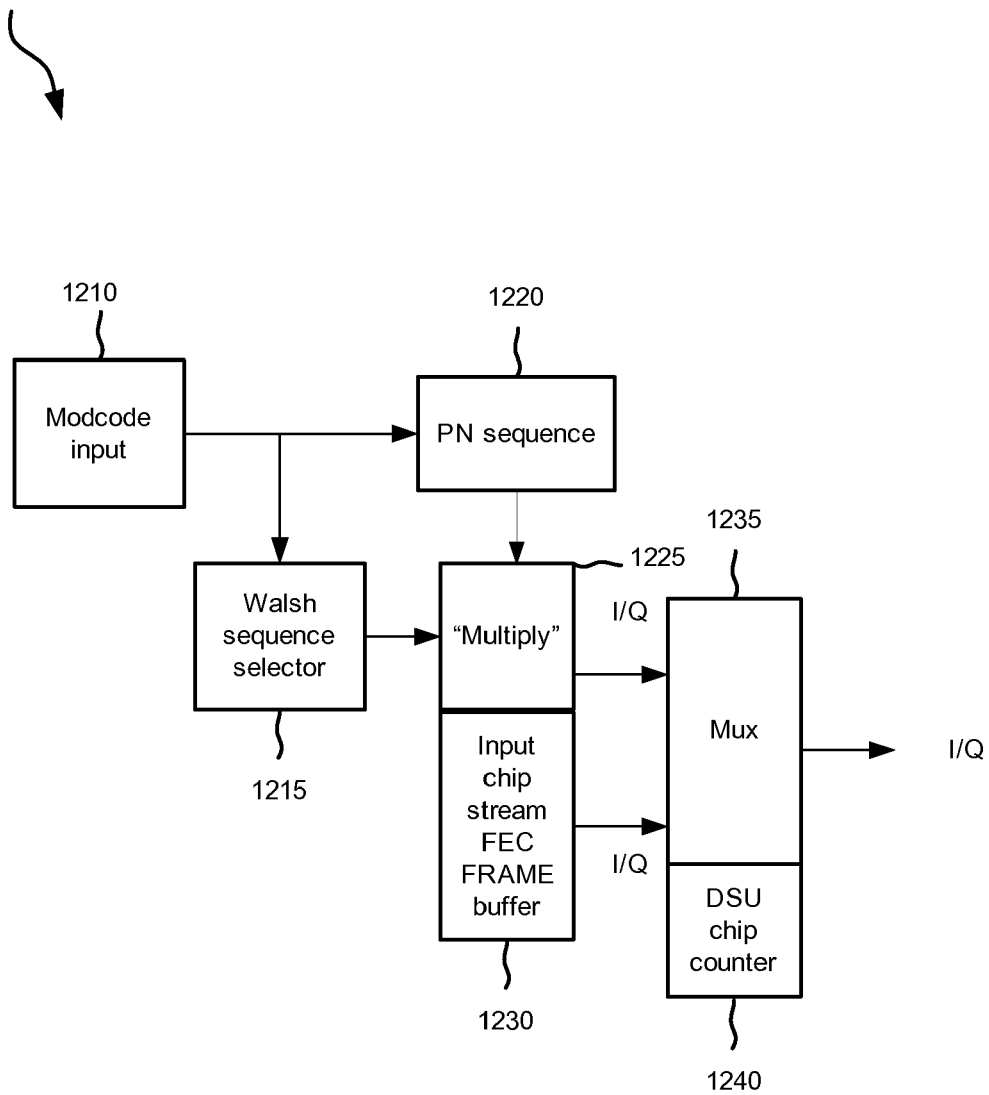 1210
Modcode
input
1220
PN sequence
Walsh
sequence
selector
1215
1225
"Multiply"
I/Q
Input
chip
stream
FEC
FRAME
buffer
I/Q
1230
1235
Mux
I/Q
DSU
chip
counter
1240